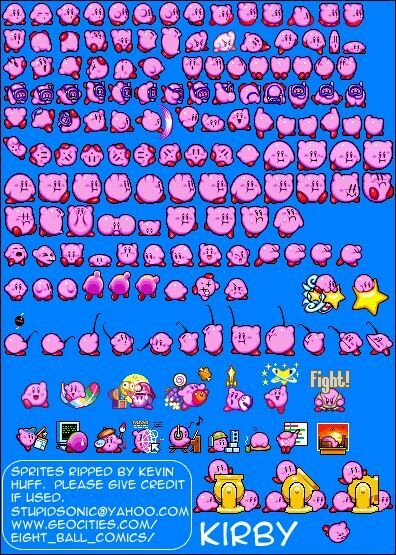 Fight!
SPRITES RIPPED BY KEVIN
HUFF. PLEASE GIVE CREDIT
IF USED.
STUPIDSONIC@YAHOO.COM
WWW.GEOCITIES.COM/
EIGHT_BALL_COMICS/
KIRBY